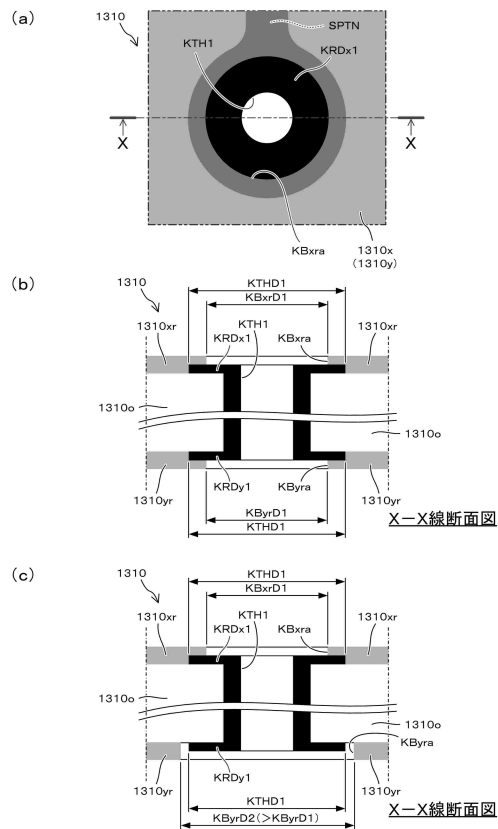 (a)
1310
SPTN
KTH1
KRDx1
X
X
KBxra
1310x
(1310y)
(b)
1310
KTHD1
KBxrD1
1310xr
KTH1
KRDx1
KBxra
1310xr
1310o
1310o
1310yr
KRDy1
KByra
1310yr
KByrD1
KTHD1
X－X線断面図
(c)
1310
KTHD1
KBxrD1
1310xr
KTH1
KRDx1
KBxra
1310xr
1310o
1310o
KByra
1310yr
KRDy1
1310yr
KTHD1
KByrD2(>KByrD1)
X－X線断面図